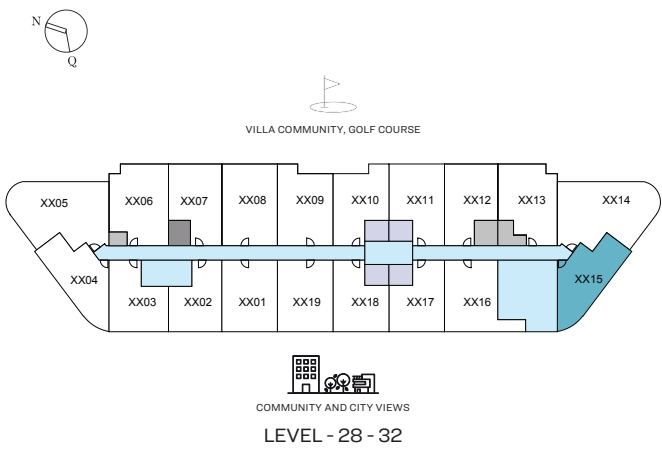 N
Q
VILLA COMMUNITY, GOLF COURSE
XX05
XX06
XX07
XX08
XX09
XX10
XX11
XX12
XX13
XX14
XX04
XX03
XX02
XX01
XX19
XX18
XX17
XX16
XX15
COMMUNITY AND CITY VIEWS
LEVEL - 28 - 32